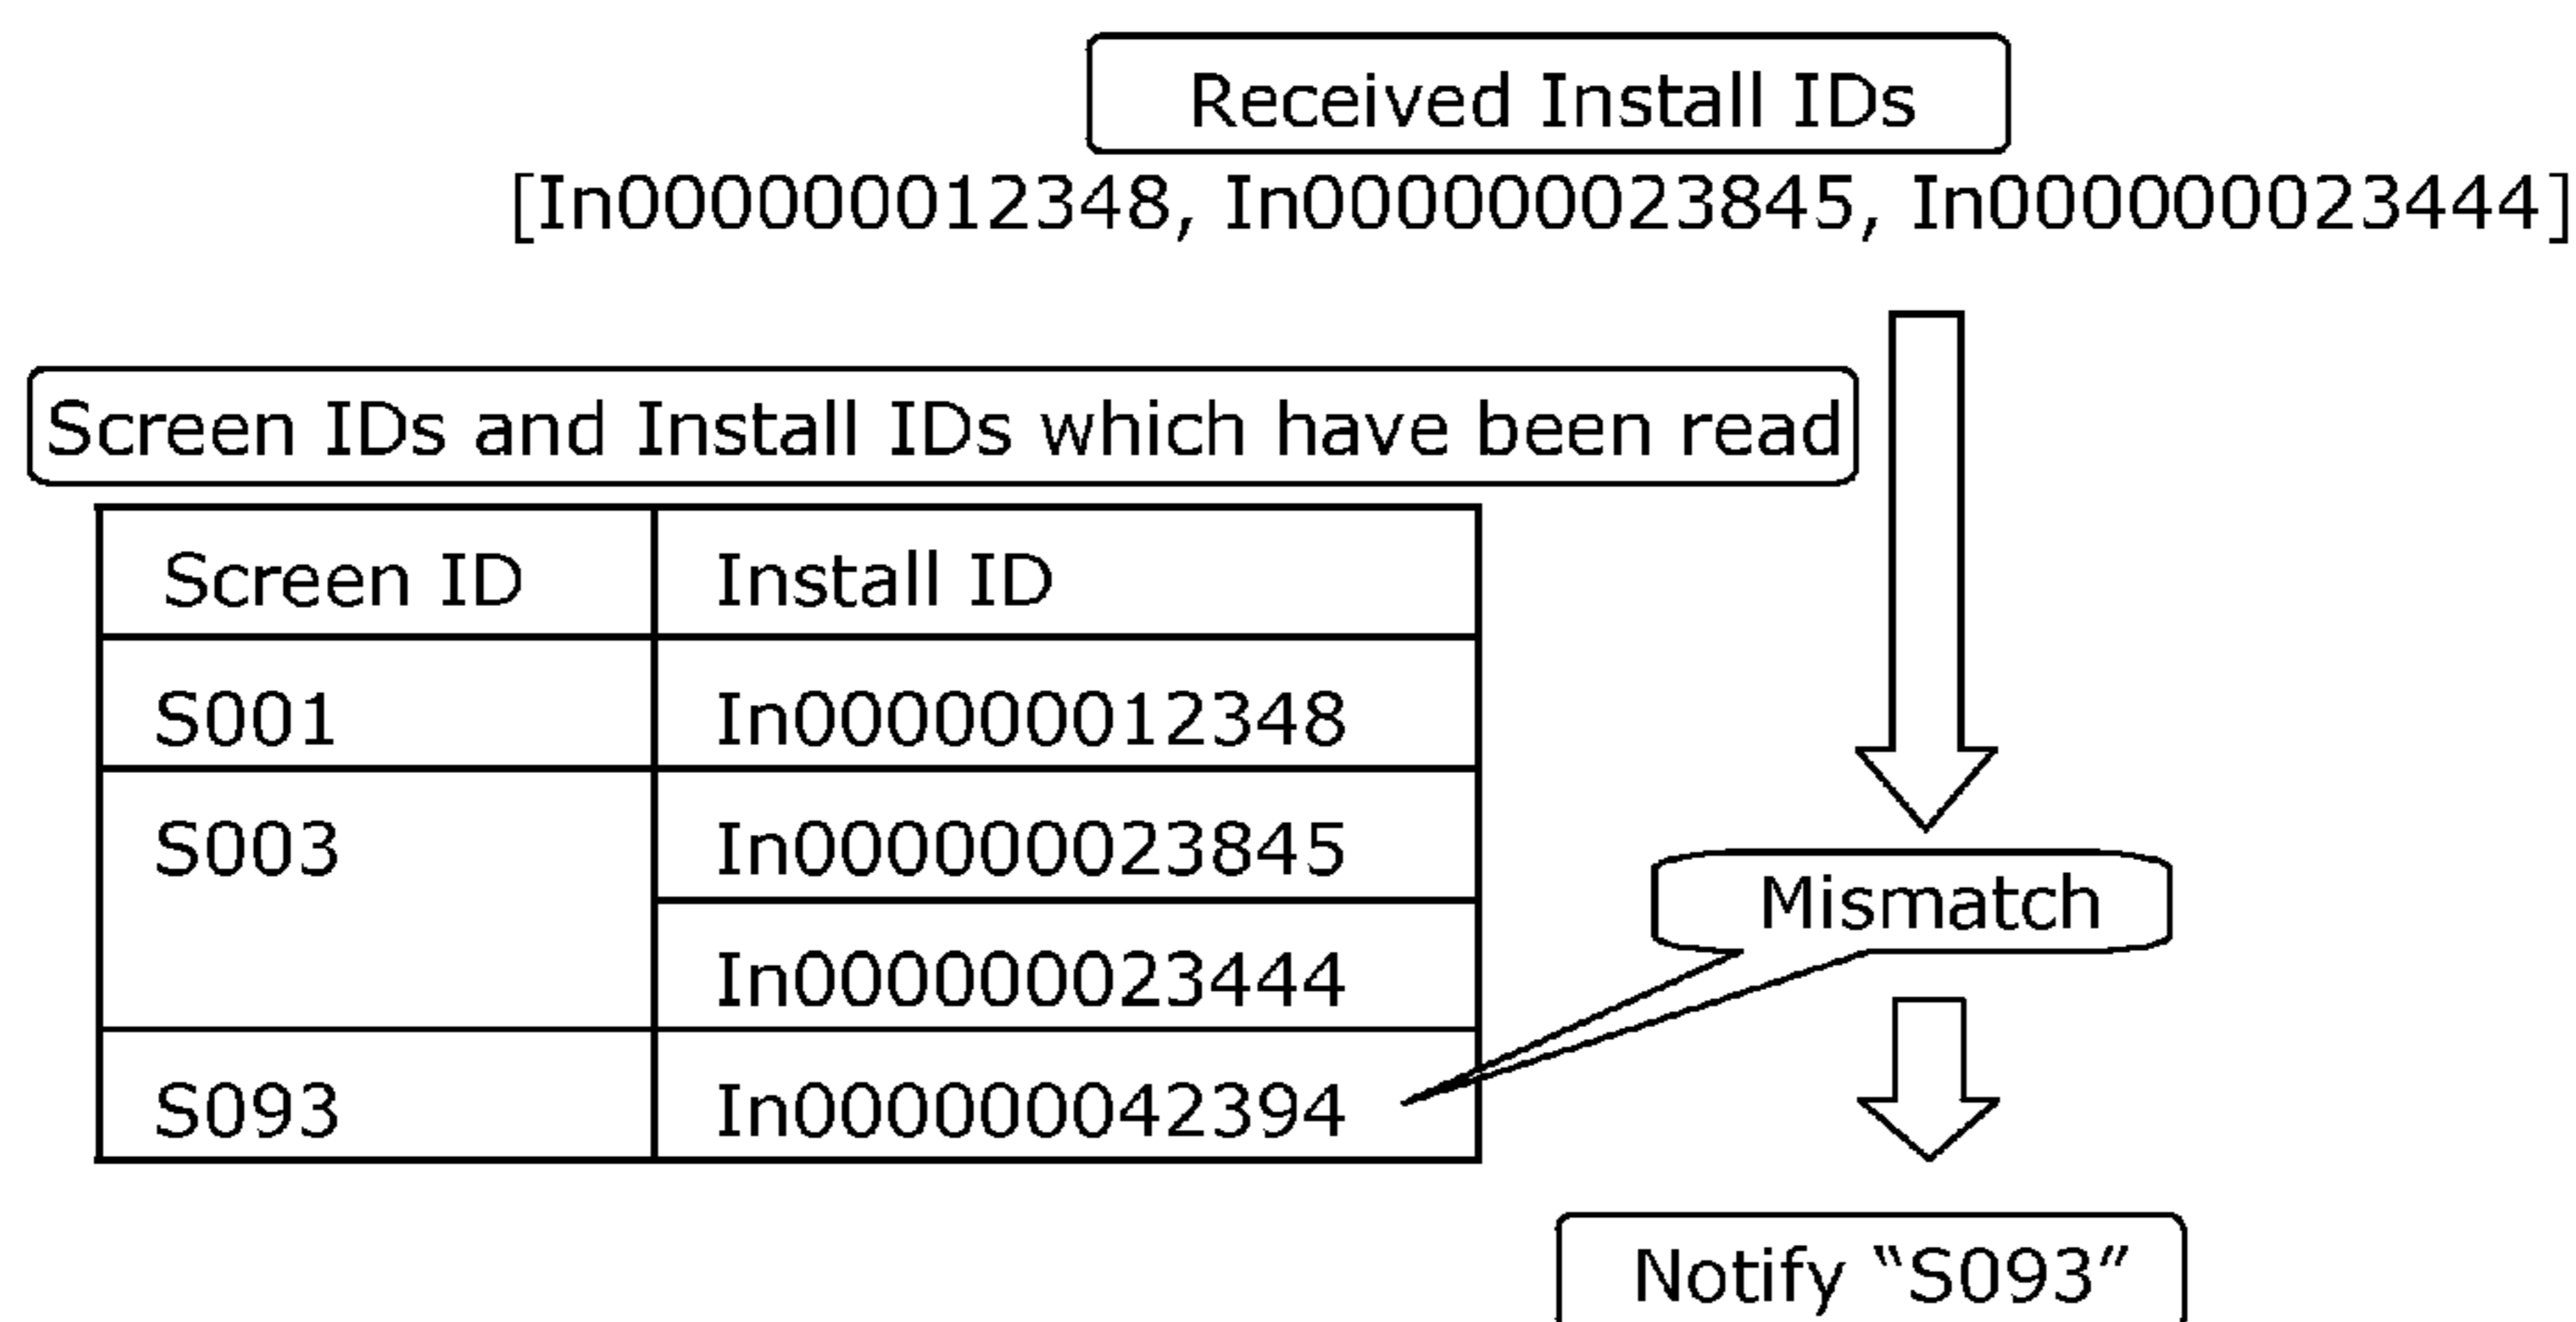 Received Install IDs
[In000000012348, In000000023845, In000000023444]
Screen IDs and Install IDs which have been read
Screen ID Install ID
S001 In000000012348
S003 In000000023845
In000000023444
S093 In000000042394
Mismatch
Notify “S093”